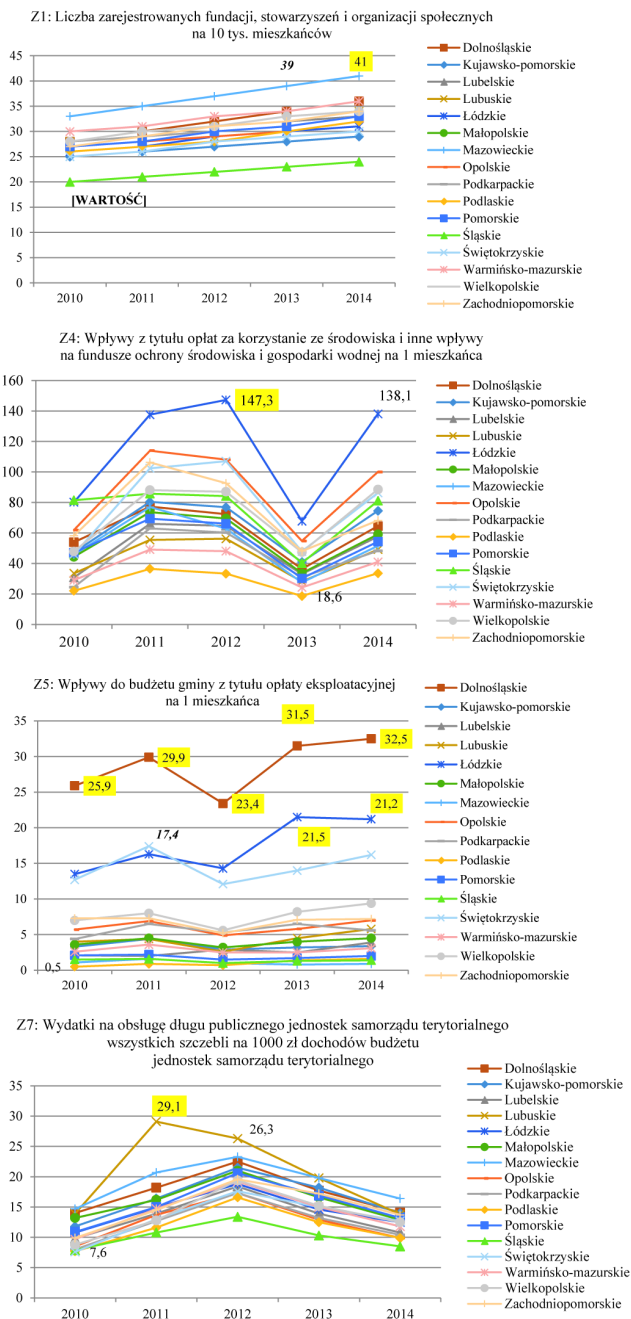 Z1: Liczba zarejestrowanych fundacji, stowarzyszeń i organizacji społecznych
na 10 tys. mieszkańców
45
40
35
30
25
20
15
10
5
0
39
41
[WARTOŚĆ]
2010 2011 2012 2013 2014
Dolnośląskie
Kujawsko-pomorskie
Lubelskie
Lubuskie
Łódzkie
Małopolskie
Mazowieckie
Opolskie
Podkarpackie
Podlaskie
Pomorskie
Śląskie
Świętokrzyskie
Warmińsko-mazurskie
Wielkopolskie
Zachodniopomorskie
Z4: Wpływy z tytułu opłat za korzystanie ze środowiska i inne wpływy
na fundusze ochrony środowiska i gospodarki wodnej na 1 mieszkańca
160
140
120
100
80
60
40
20
0
147,3
138,1
18,6
2010 2011 2012 2013 2014
Dolnośląskie
Kujawsko-pomorskie
Lubelskie
Lubuskie
Łódzkie
Małopolskie
Mazowieckie
Opolskie
Podkarpackie
Podlaskie
Pomorskie
Śląskie
Świętokrzyskie
Warmińsko-mazurskie
Wielkopolskie
Zachodniopomorskie
Z5: Wpływy do budżetu gminy z tytułu opłaty eksploatacyjnej
na 1 mieszkańca
35
30
25
20
15
10
5
0
25,9
29,9
23,4
31,5
32,5
17,4
21,5
21,2
0,5
2010 2011 2012 2013 2014
Dolnośląskie
Kujawsko-pomorskie
Lubelskie
Lubuskie
Łódzkie
Małopolskie
Mazowieckie
Opolskie
Podkarpackie
Podlaskie
Pomorskie
Śląskie
Świętokrzyskie
Warmińsko-mazurskie
Wielkopolskie
Zachodniopomorskie
Z7: Wydatki na obsługę długu publicznego jednostek samorządu terytorialnego
wszystkich szczebli na 1000 zł dochodów budżetu
jednostek samorządu terytorialnego
35
30
25
20
15
10
5
0
29,1
26,3
7,6
2010 2011 2012 2013 2014
Dolnośląskie
Kujawsko-pomorskie
Lubelskie
Lubuskie
Łódzkie
Małopolskie
Mazowieckie
Opolskie
Podkarpackie
Podlaskie
Pomorskie
Śląskie
Świętokrzyskie
Warmińsko-mazurskie
Wielkopolskie
Zachodniopomorskie